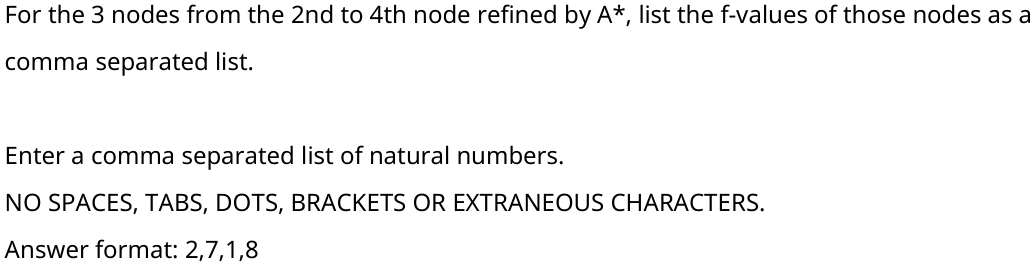 For the 3 nodes from the 2nd to 4th node refined by A*, list the f-values of those nodes as a
comma separated list.
Enter a comma separated list of natural numbers.
NO SPACES, TABS, DOTS, BRACKETS OR EXTRANEOUS CHARACTERS.
Answer format: 2,7,1,8